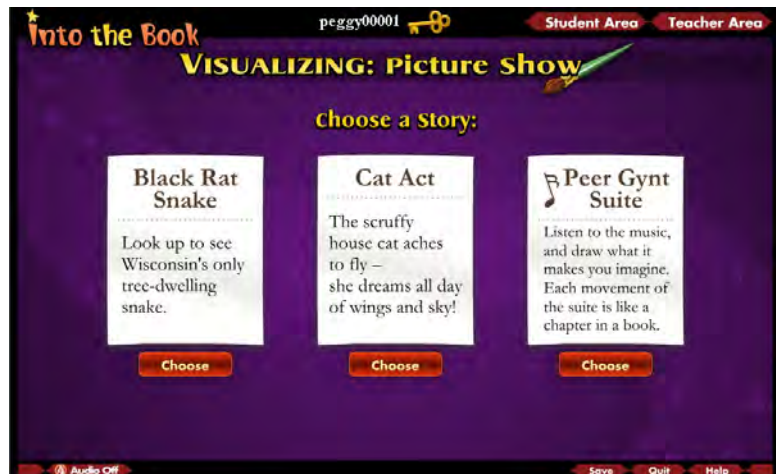 Into the Book
peggy00001
Student Area
Teacher Area
Visualizing: Picture Show
Choose a Story:
Black Rat
Snake
Look up to see
Wisconsin's only
tree-dwelling
snake.
Choose
Cat Act
The scruffy
house cat aches
to fly –
she dreams all day
of wings and sky!
Choose
Peer Gynt
Suite
Listen to the music,
and draw what it
makes you imagine.
Each movement of
the suite is like a
chapter in a book.
Choose
Audio Off
Save
Quit
Help